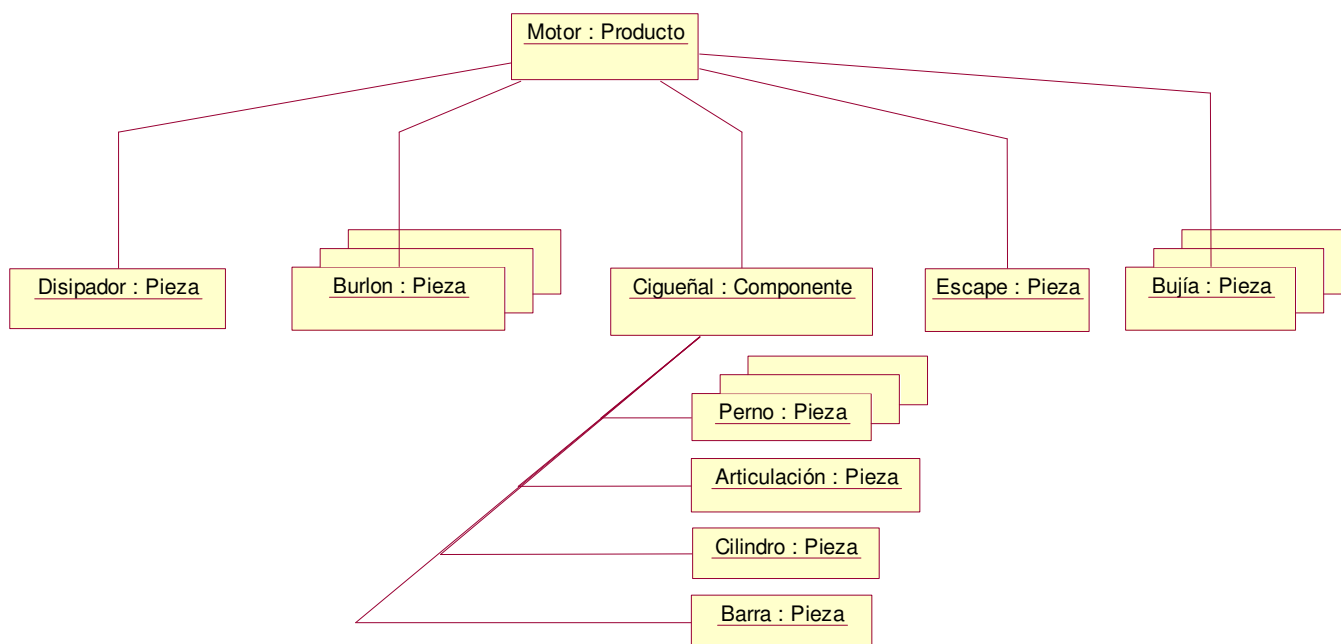 Motor : Producto
Disipador : Pieza
Burlon : Pieza
Cigueñal : Componente
Escape : Pieza
Bujía : Pieza
Perno : Pieza
Articulación : Pieza
Cilindro : Pieza
Barra : Pieza